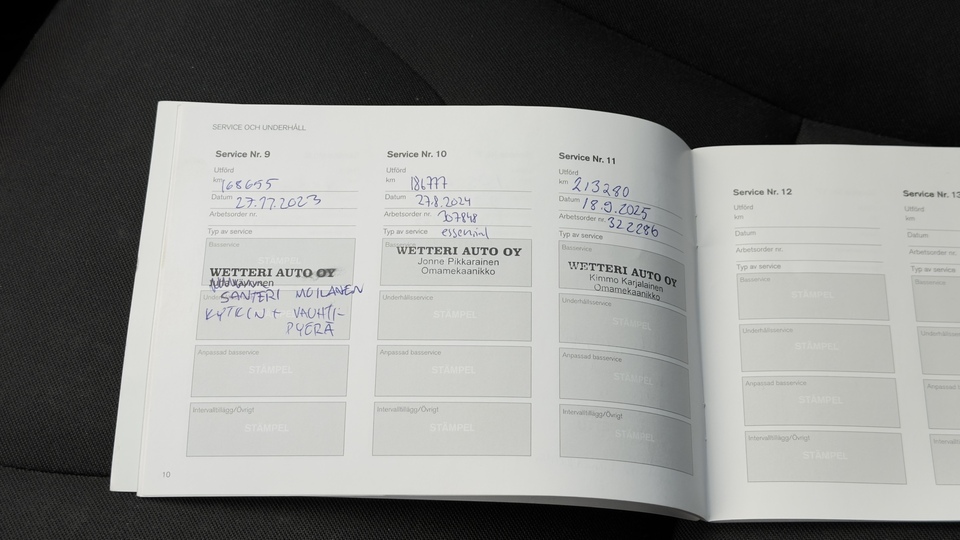 SERVICE OCH UNDERHÅLL
Service Nr. 9
Utförd
km 168655
Datum 27.11.2023
Arbetsorder nr.
Typ av service
Basservice
STÄMPEL
WETTERI AUTO OY
SANTERI MOILANEN
KYTKIN + VAUHTI-
PYÖRÄ
Anpassad basservice
STÄMPEL
Intervalltillägg/Övrigt
STÄMPEL
10
Service Nr. 10
Utförd
km 186777
Datum 27.8.2024
Arbetsorder nr. 307848
Typ av service essential
Basservice
WETTERI AUTO OY
Jonne Pikkarainen
Omamekaanikko
Underhållsservice
STÄMPEL
Anpassad basservice
STÄMPEL
Intervalltillägg/Övrigt
STÄMPEL
Service Nr. 11
Utförd
km 213280
Datum 18.9.2025
Arbetsorder nr. 322286
Typ av service
Basservice
WETTERI AUTO OY
Kimmo Karjalainen
Omamekaanikko
Underhållsservice
STÄMPEL
Anpassad basservice
STÄMPEL
Intervalltillägg/Övrigt
STÄMPEL
Service Nr. 12
Utförd
km
Datum
Arbetsorder nr.
Typ av service
Basservice
STÄMPEL
Underhållsservice
STÄMPEL
Anpassad basservice
STÄMPEL
Intervalltillägg/Övrigt
STÄMPEL
Service Nr. 13
Utförd
km
Datum
Arbetsorder nr.
Typ av service